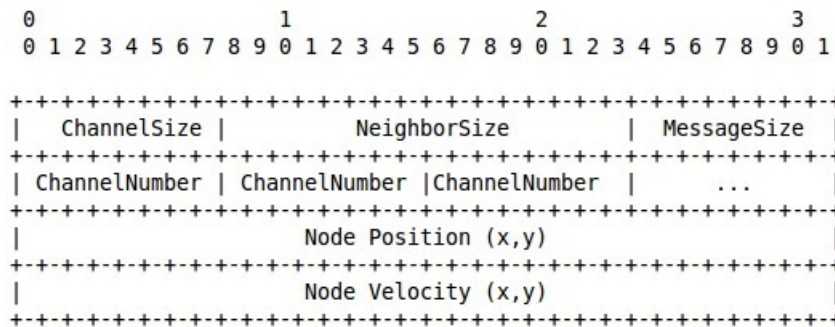 0                   1                   2                   3
0 1 2 3 4 5 6 7 8 9 0 1 2 3 4 5 6 7 8 9 0 1 2 3 4 5 6 7 8 9 0 1
+-+-+-+-+-+-+-+-+-+-+-+-+-+-+-+-+-+-+-+-+-+-+-+-+-+-+-+-+-+-+-+-
|   ChannelSize |          NeighborSize         |  MessageSize  |
+-+-+-+-+-+-+-+-+-+-+-+-+-+-+-+-+-+-+-+-+-+-+-+-+-+-+-+-+-+-+-+-
| ChannelNumber | ChannelNumber |ChannelNumber  |      ...      |
+-+-+-+-+-+-+-+-+-+-+-+-+-+-+-+-+-+-+-+-+-+-+-+-+-+-+-+-+-+-+-+-
|                      Node Position (x,y)                      |
+-+-+-+-+-+-+-+-+-+-+-+-+-+-+-+-+-+-+-+-+-+-+-+-+-+-+-+-+-+-+-+-
|                      Node Velocity (x,y)                      |
+-+-+-+-+-+-+-+-+-+-+-+-+-+-+-+-+-+-+-+-+-+-+-+-+-+-+-+-+-+-+-+-